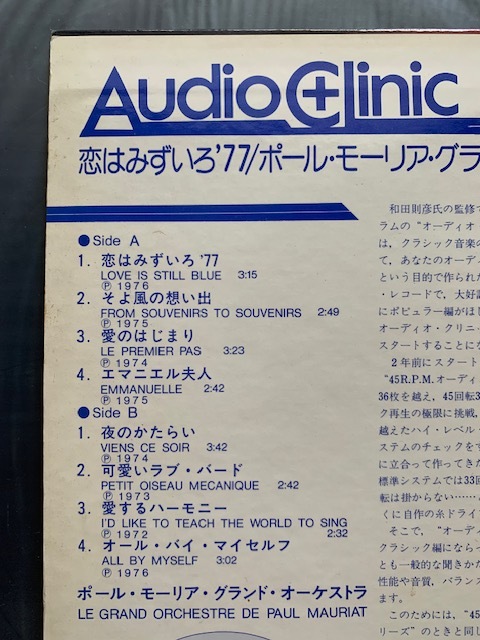 Audio Clinic
恋はみずいろ'77/ポール・モーリア・グラ
● Side A
1. 恋はみずいろ '77
LOVE IS STILL BLUE 3:15
Ⓟ 1976
2. そよ風の想い出
FROM SOUVENIRS TO SOUVENIRS 2:49
Ⓟ 1975
3. 愛のはじまり
LE PREMIER PAS 3:23
Ⓟ 1974
4. エマニエル夫人
EMMANUELLE 2:42
Ⓟ 1975
● Side B
1. 夜のかたらい
VIENS CE SOIR 3:42
Ⓟ 1974
2. 可愛いラブ・バード
PETIT OISEAU MECANIQUE 2:42
Ⓟ 1973
3. 愛するハーモニー
I'D LIKE TO TEACH THE WORLD TO SING
Ⓟ 1972 2:32
4. オール・バイ・マイセルフ
ALL BY MYSELF 3:02
Ⓟ 1976
ポール・モーリア・グランド・オーケストラ
LE GRAND ORCHESTRE DE PAUL MAURIAT
和田則彦氏の監修で
ラムの"オーディオ
は、クラシック音楽の
て、あなたのオーディ
という目的で作られた
・レコードで，大好評
にポピュラー編がほし
オーディオ・クリニッ
スタートすることにな
2年前にスタート
"45R.P.M.オーディ
36枚を越え，45回転3
ク再生の極限に挑戦，
越えたハイ・レベル・
ステムのチェックをす
に立合って作ってきた
標準システムでは33回
転は掛からない……と
くに自作の糸ドライフ
そこで，"オーデ
クラシック編にならっ
とも一般的な聞きかた
性能や音質，バランス
ます。
このためには，"45
リーズ"のときと同じ